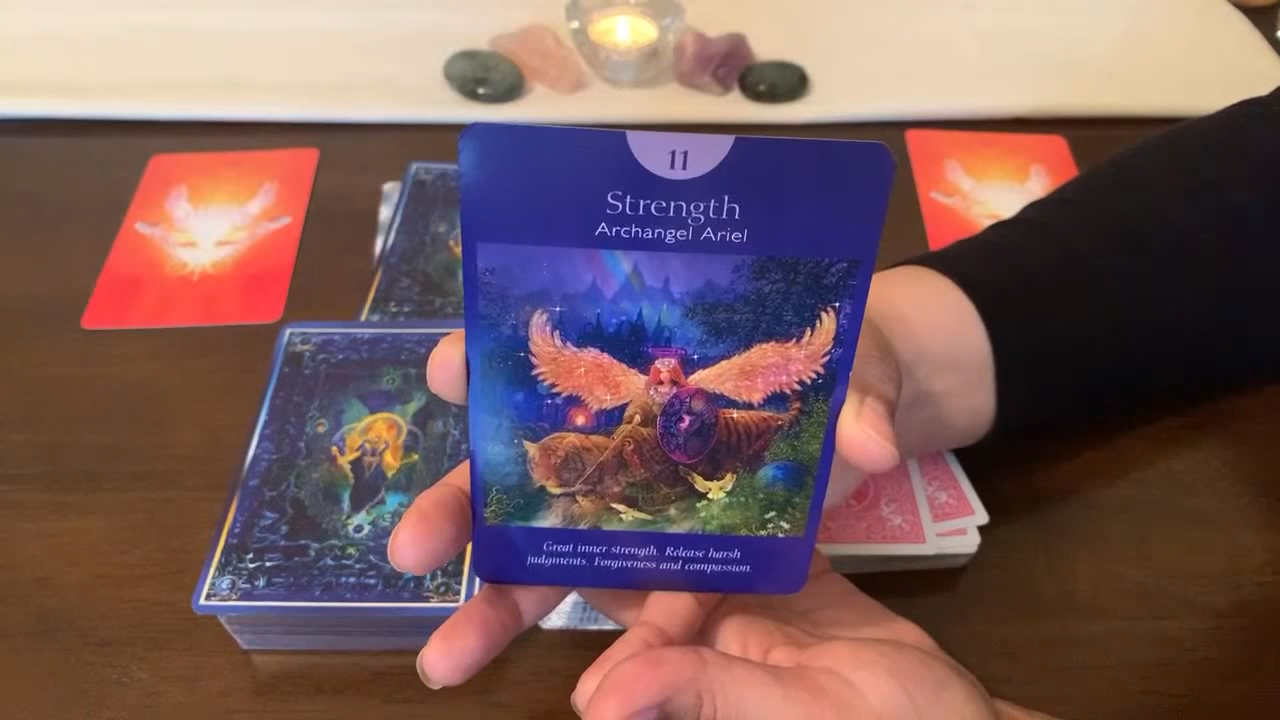 11
Strength
Archangel Ariel
Great inner strength. Release harsh
judgments. Forgiveness and compassion.